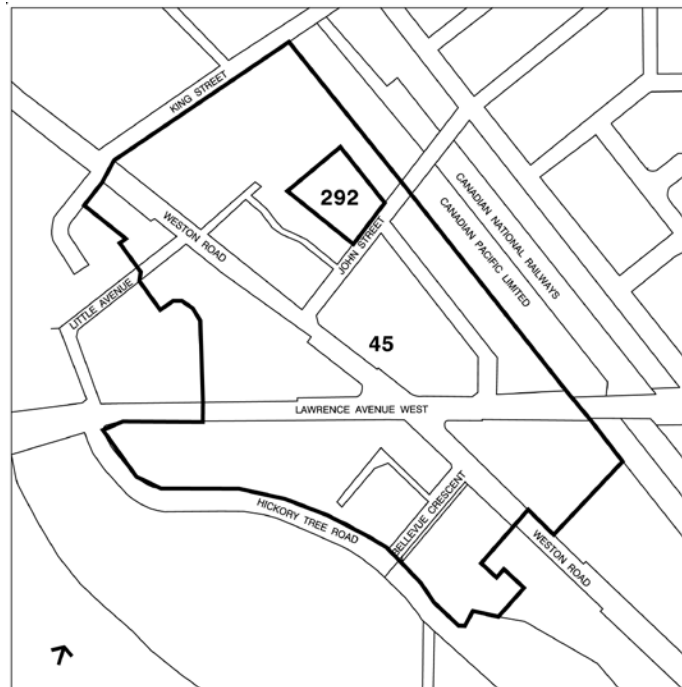 KING STREET
292
CANADIAN NATIONAL RAILWAYS
CANADIAN PACIFIC LIMITED
WESTON ROAD
JOHN STREET
LITTLE AVENUE
45
LAWRENCE AVENUE WEST
HICKORY TREE ROAD
BELLEVUE CRESCENT
WESTON ROAD